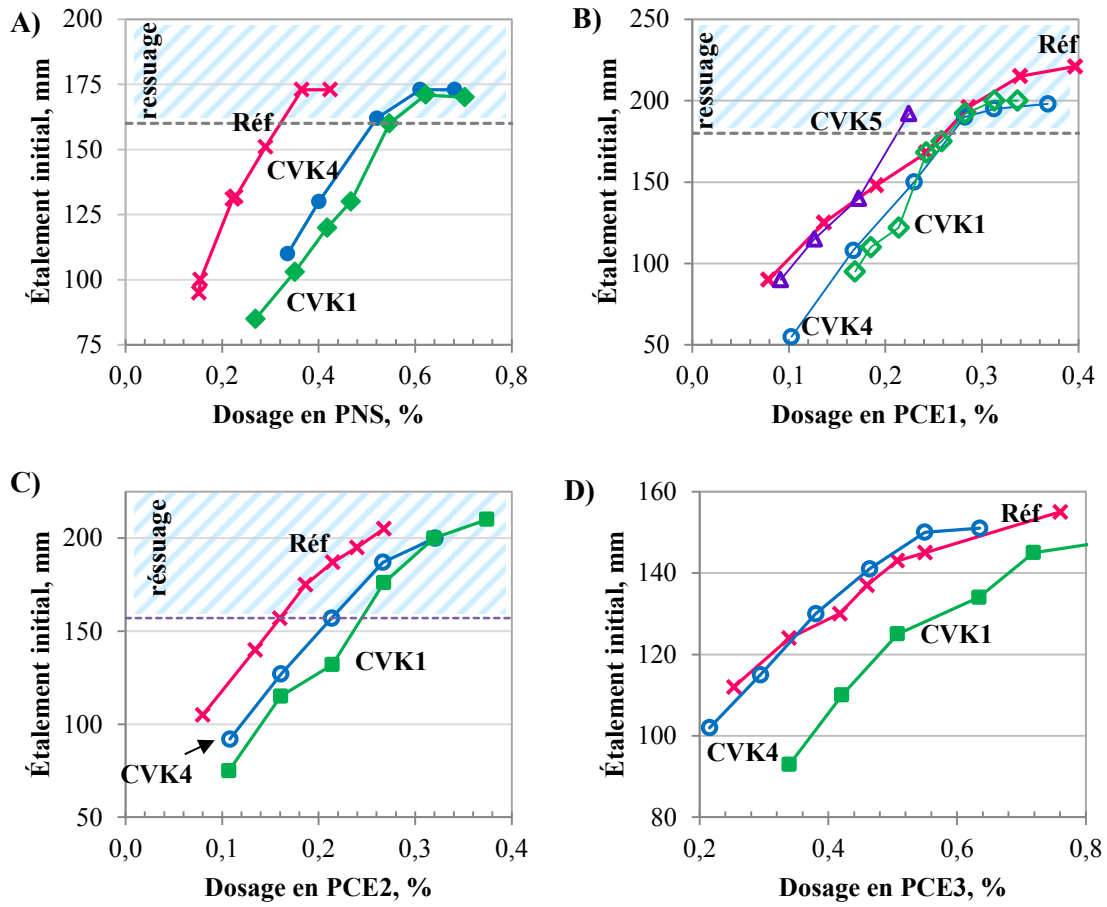 A)
Étalement initial, mm
200
175
150
125
100
75
ressuage
Réf
CVK4
CVK1
0,0 0,2 0,4 0,6 0,8
Dosage en PNS, %
B)
Étalement initial, mm
250
200
150
100
50
ressuage
Réf
CVK5
CVK1
CVK4
0,0 0,1 0,2 0,3 0,4
Dosage en PCE1, %
C)
Étalement initial, mm
200
150
100
50
réssuage
Réf
CVK1
CVK4
0,0 0,1 0,2 0,3 0,4
Dosage en PCE2, %
D)
Étalement initial, mm
160
140
120
100
80
Réf
CVK1
CVK4
0,2 0,4 0,6 0,8
Dosage en PCE3, %